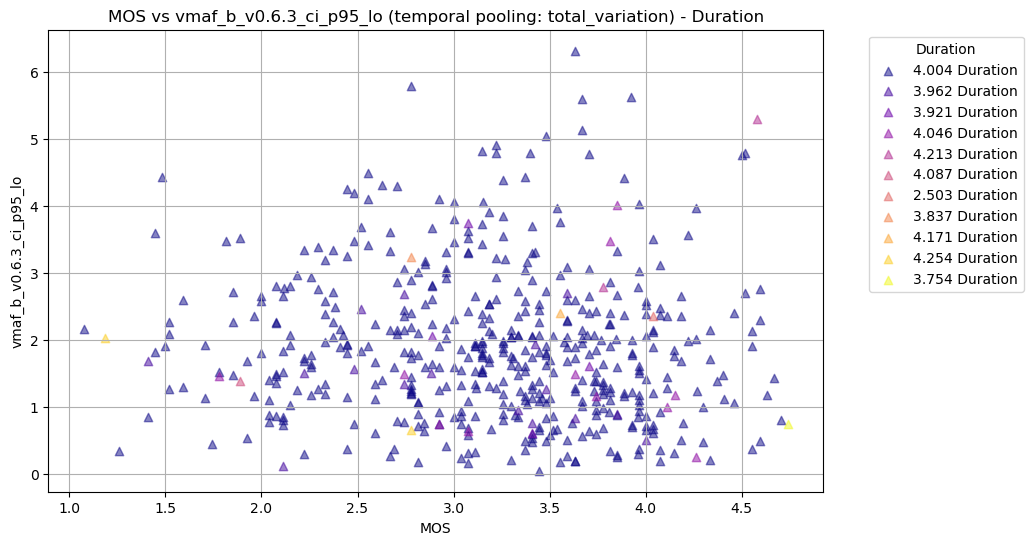 MOS vs vmaf_b_v0.6.3_ci_p95_lo (temporal pooling: total_variation) - Duration
vmaf_b_v0.6.3_ci_p95_lo
6
5
4
3
2
1
0
1.0
1.5
2.0
2.5
3.0
3.5
4.0
4.5
MOS
Duration
4.004 Duration
3.962 Duration
3.921 Duration
4.046 Duration
4.213 Duration
4.087 Duration
2.503 Duration
3.837 Duration
4.171 Duration
4.254 Duration
3.754 Duration